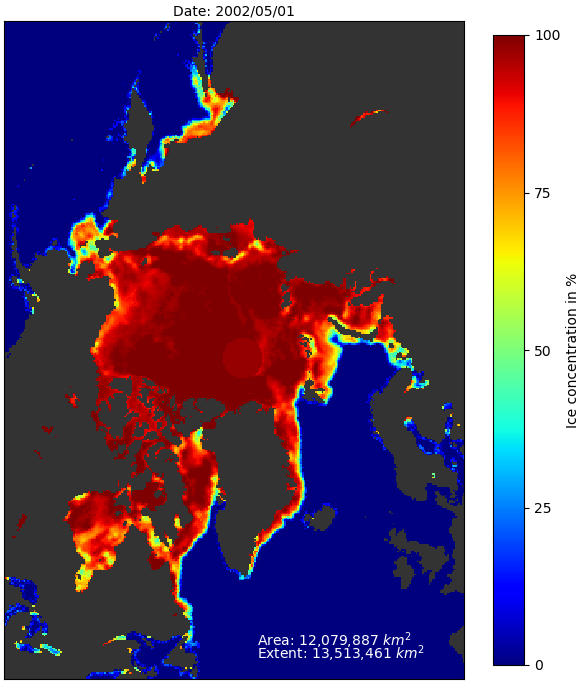 Date: 2002/05/01
100
75
50
25
0
Ice concentration in %
Area: 12,079,887 km²
Extent: 13,513,461 km²